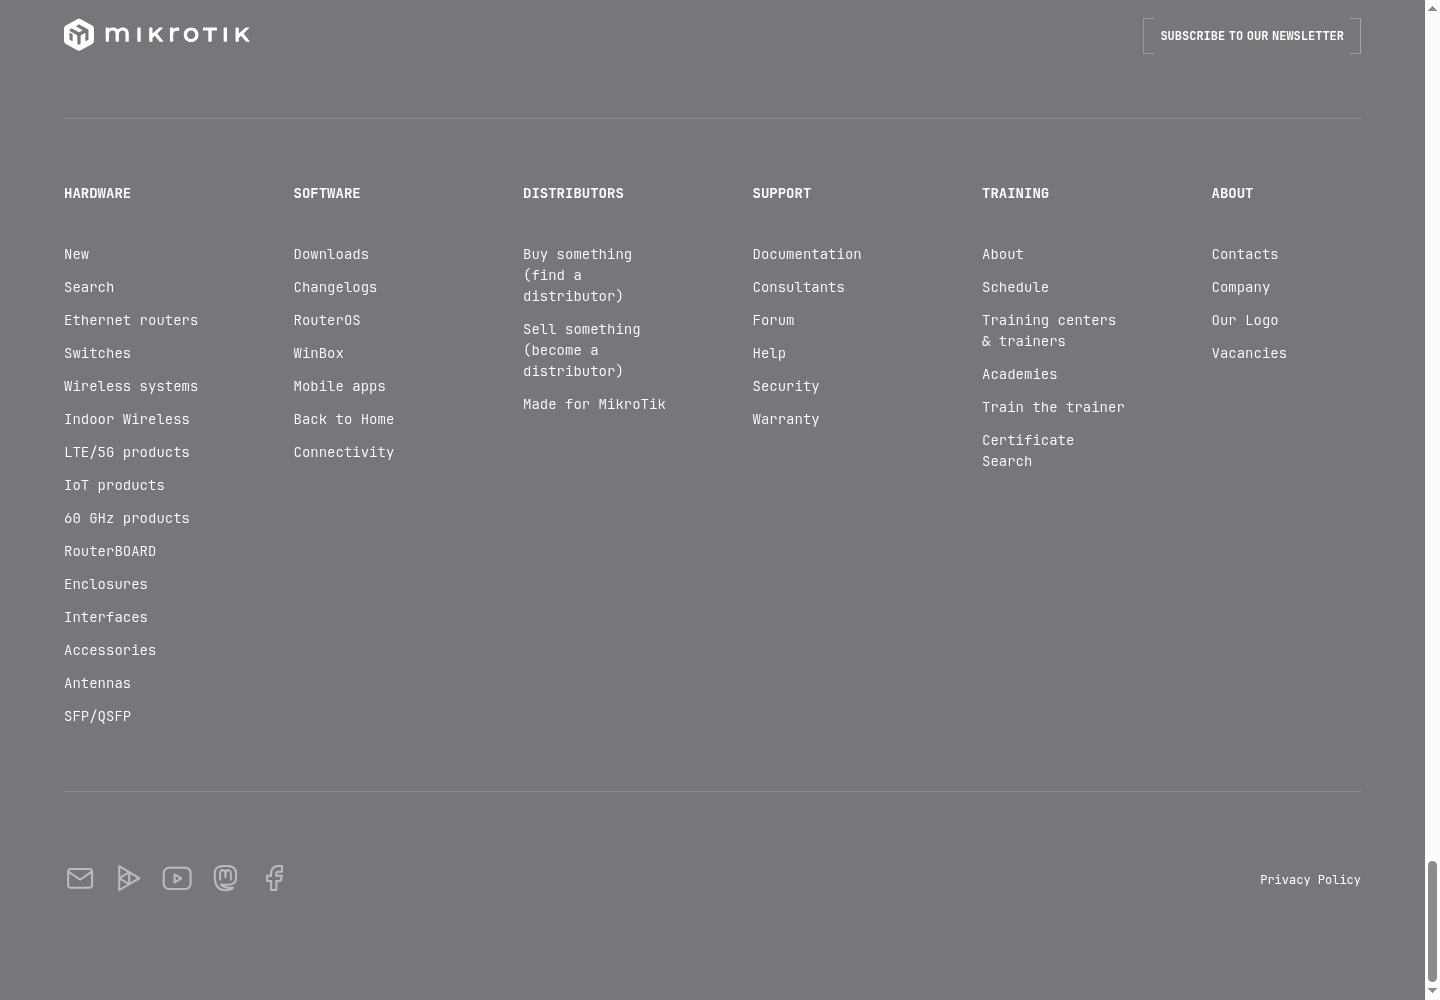 mikrotik
SUBSCRIBE TO OUR NEWSLETTER
HARDWARE
New
Search
Ethernet routers
Switches
Wireless systems
Indoor Wireless
LTE/5G products
IoT products
60 GHz products
RouterBOARD
Enclosures
Interfaces
Accessories
Antennas
SFP/QSFP
SOFTWARE
Downloads
Changelogs
RouterOS
WinBox
Mobile apps
Back to Home
Connectivity
DISTRIBUTORS
Buy something
(find a
distributor)
Sell something
(become a
distributor)
Made for MikroTik
SUPPORT
Documentation
Consultants
Forum
Help
Security
Warranty
TRAINING
About
Schedule
Training centers
& trainers
Academies
Train the trainer
Certificate
Search
ABOUT
Contacts
Company
Our Logo
Vacancies
Privacy Policy